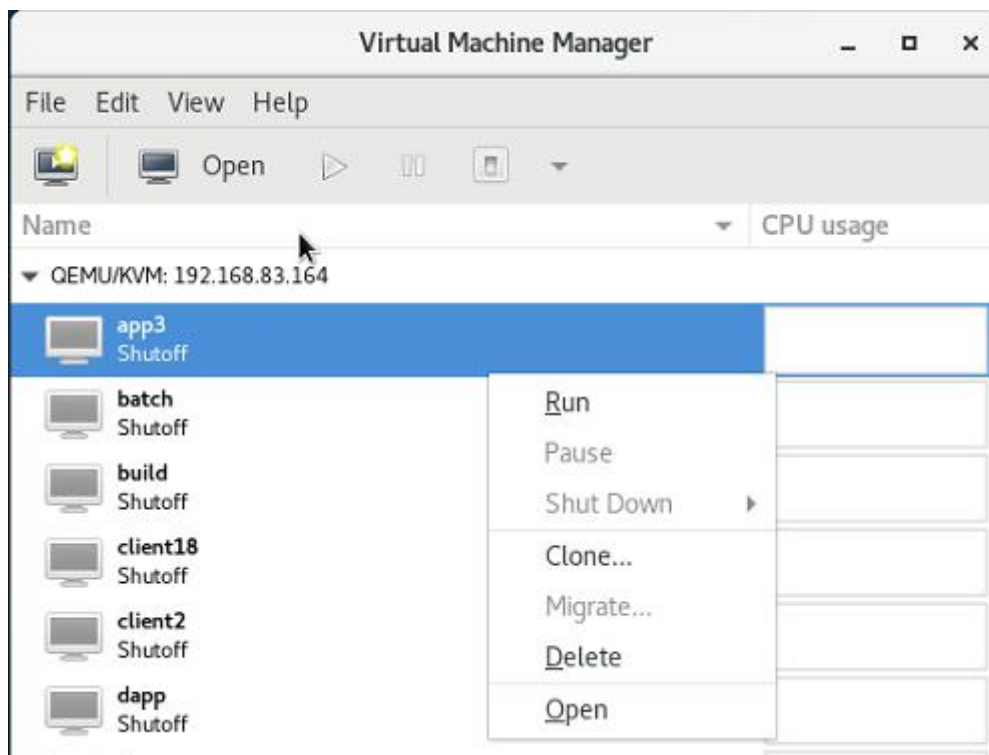 Virtual Machine Manager
File Edit View Help
Open
Name CPU usage
QEMU/KVM: 192.168.83.164
app3
Shutoff
batch
Shutoff
build
Shutoff
client18
Shutoff
client2
Shutoff
dapp
Shutoff
Run
Pause
Shut Down
Clone...
Migrate...
Delete
Open